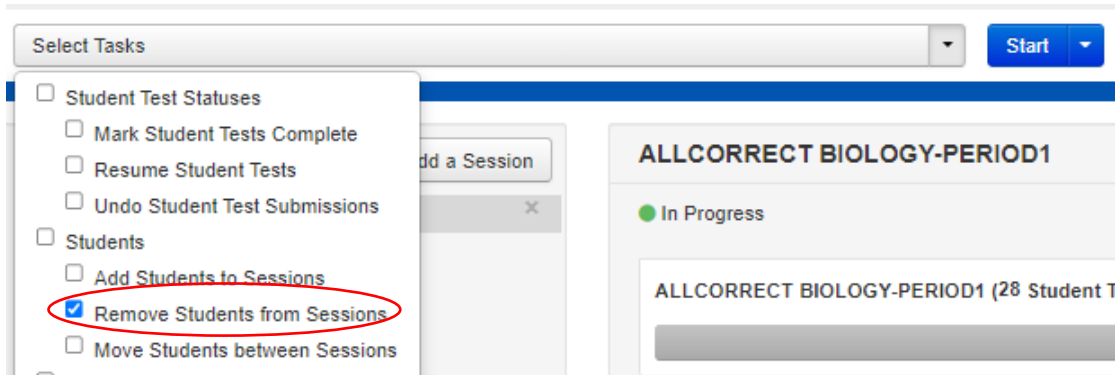 Select Tasks
Start
Student Test Statuses
Mark Student Tests Complete
Resume Student Tests
Undo Student Test Submissions
Students
Add Students to Sessions
Remove Students from Sessions
Move Students between Sessions
dd a Session
ALLCORRECT BIOLOGY-PERIOD1
In Progress
ALLCORRECT BIOLOGY-PERIOD1 (28 Student T